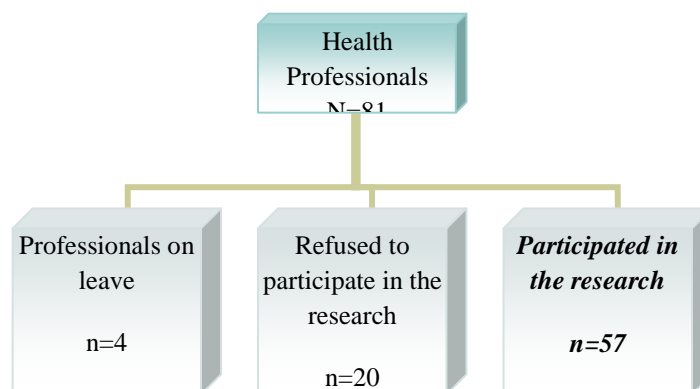 Health
Professionals
N=81
Professionals on
leave
n=4
Refused to
participate in the
research
n=20
Participated in
the research
n=57